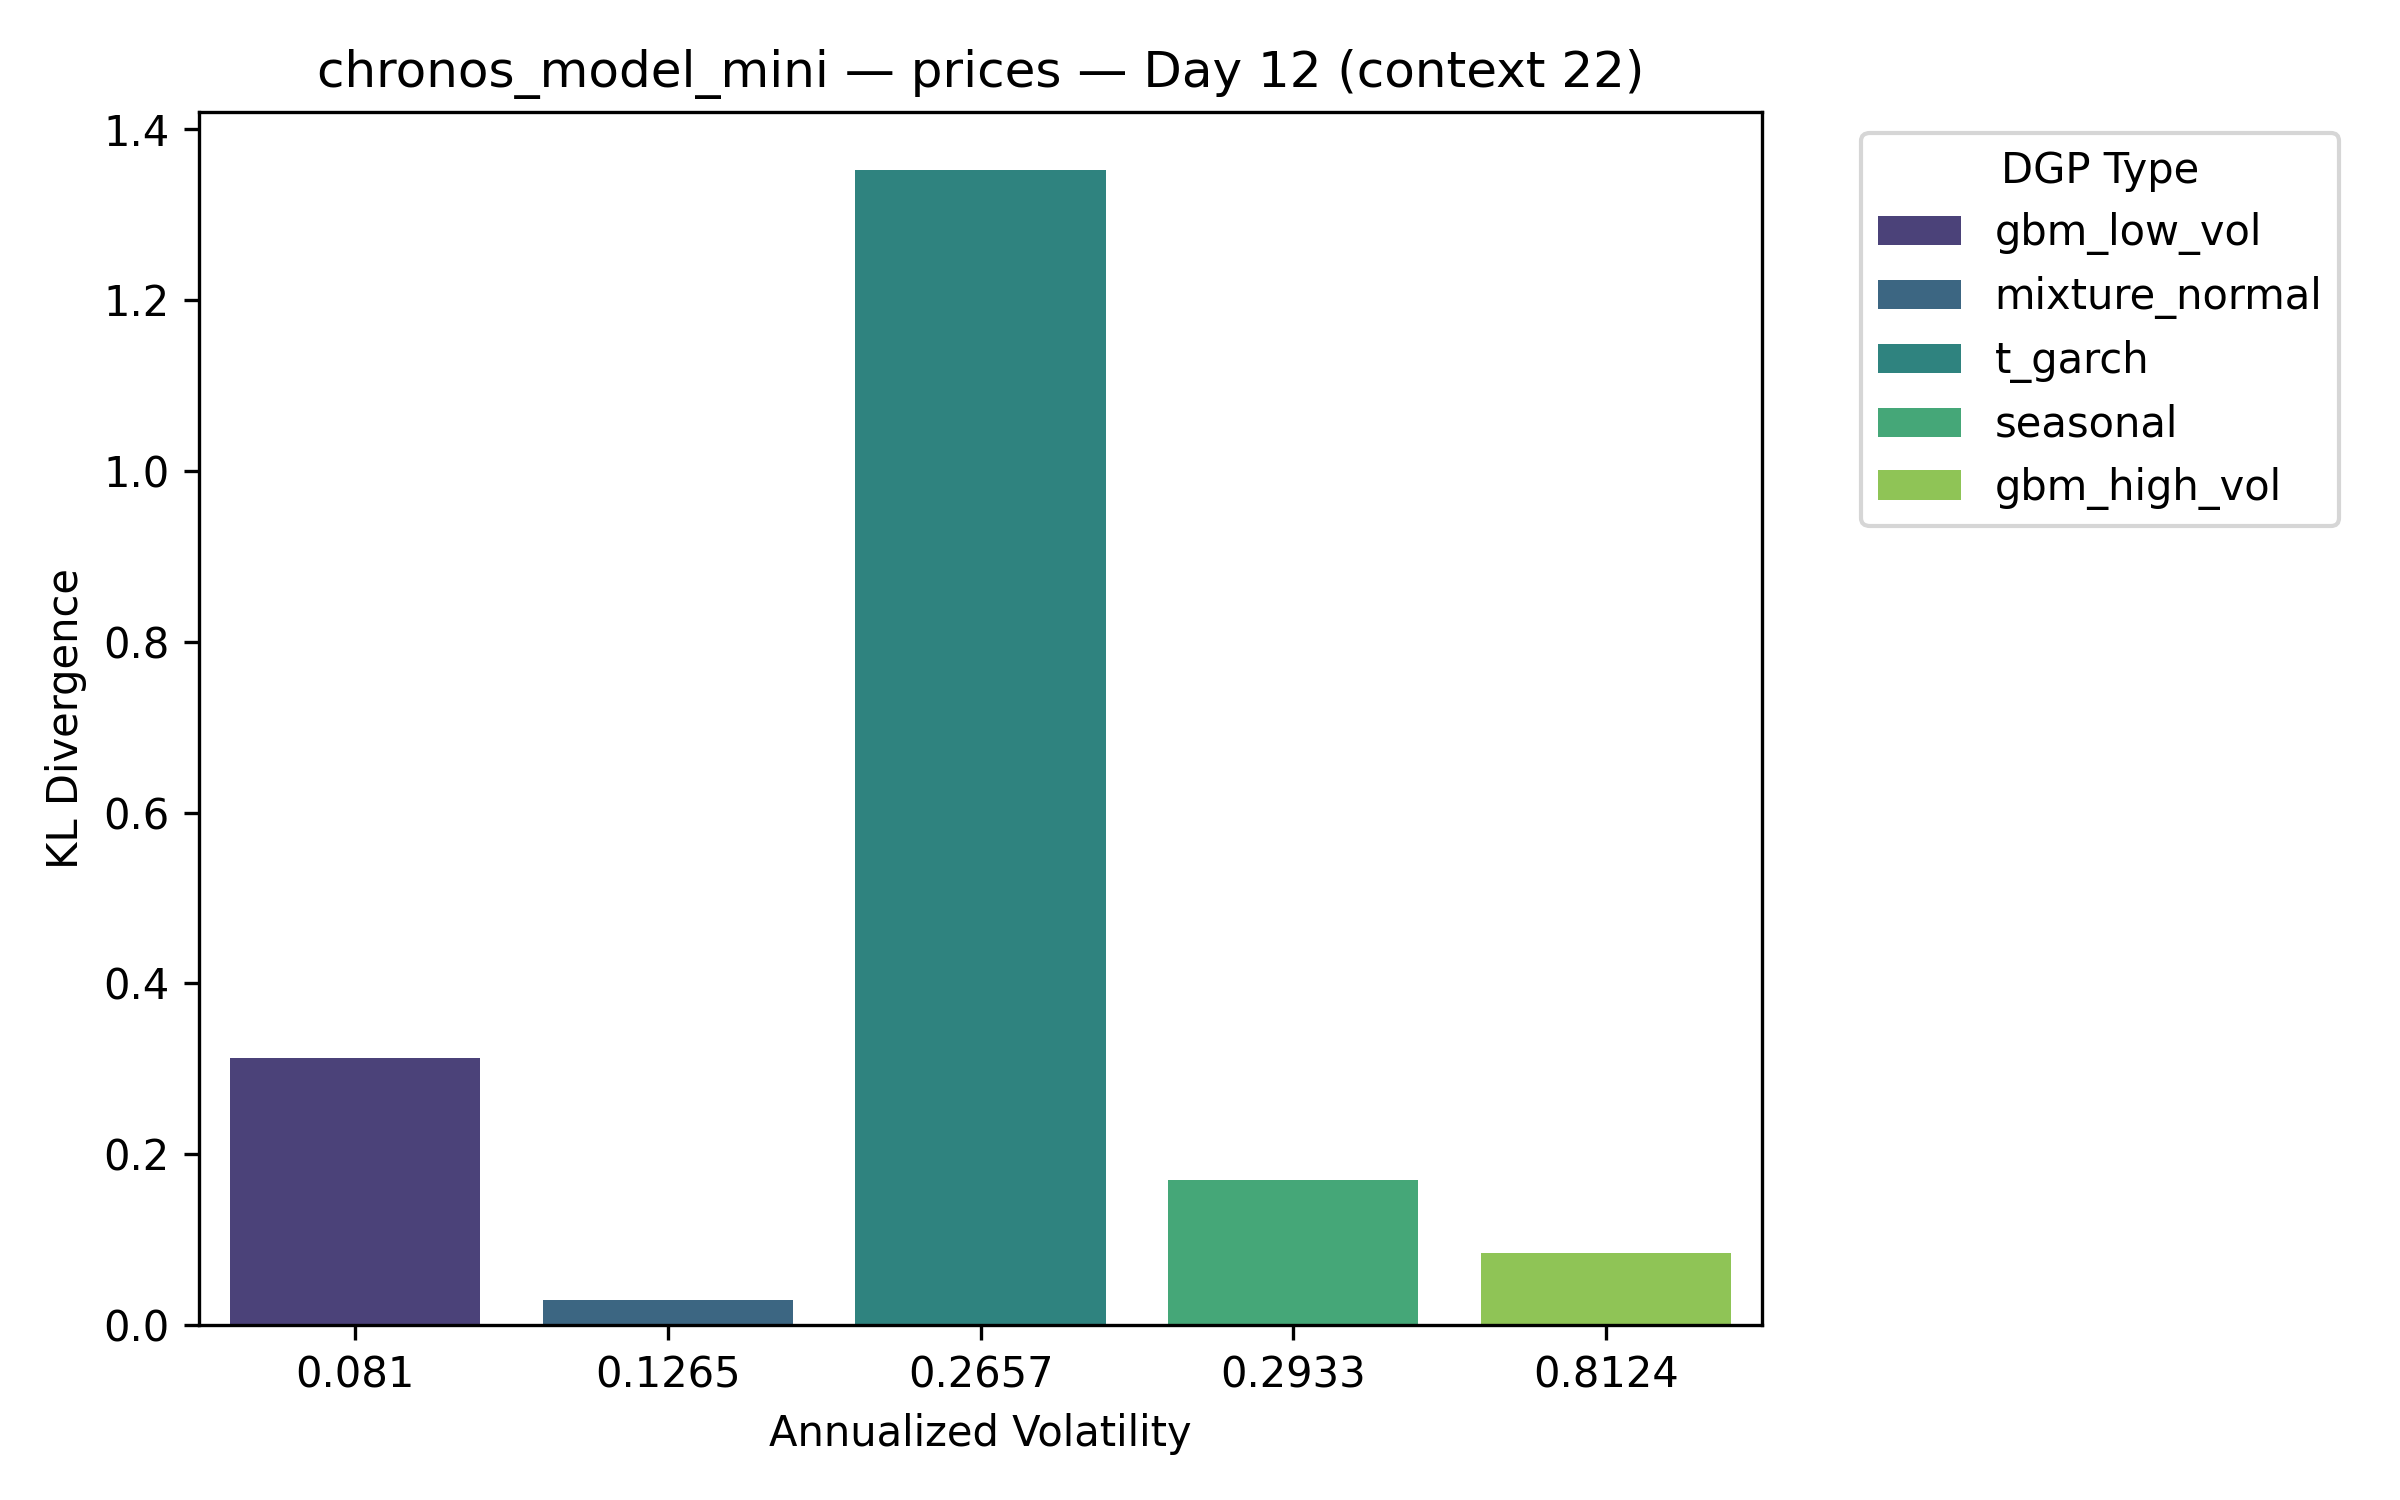 chronos_model_mini — prices — Day 12 (context 22)
KL Divergence
1.4
1.2
1.0
0.8
0.6
0.4
0.2
0.0
0.081
0.1265
0.2657
0.2933
0.8124
Annualized Volatility
DGP Type
gbm_low_vol
mixture_normal
t_garch
seasonal
gbm_high_vol